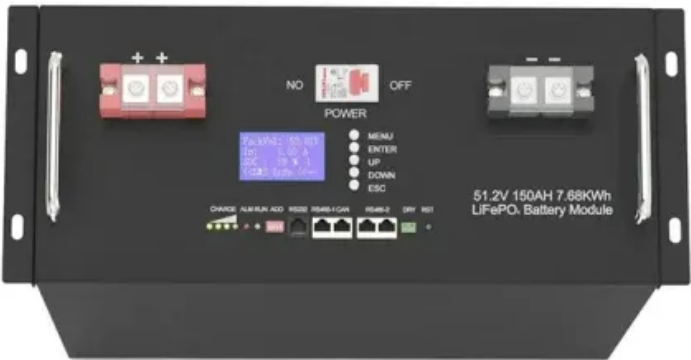 + +
− −
NO
OFF
POWER
MENU
ENTER
UP
DOWN
ESC
51.2V 150AH 7.68KWh
LiFePO₄ Battery Module
CHARGE ALM RUN ADD RS232 RS485-1 CAN RS485-2 DRY RST